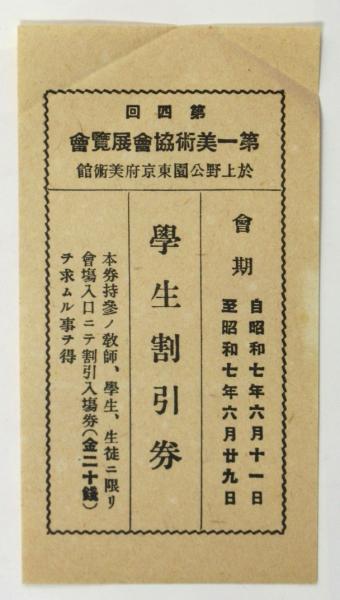 第四回
第一美術協會展覽會
於上野公園東京府美術館
會期
自昭和七年六月十一日
至昭和七年六月廿九日
學生割引券
本券持參ノ敎師、學生、生徒ニ限リ
會塲入口ニテ割引入塲券(金二十錢)
ヲ求ムル事ヲ得